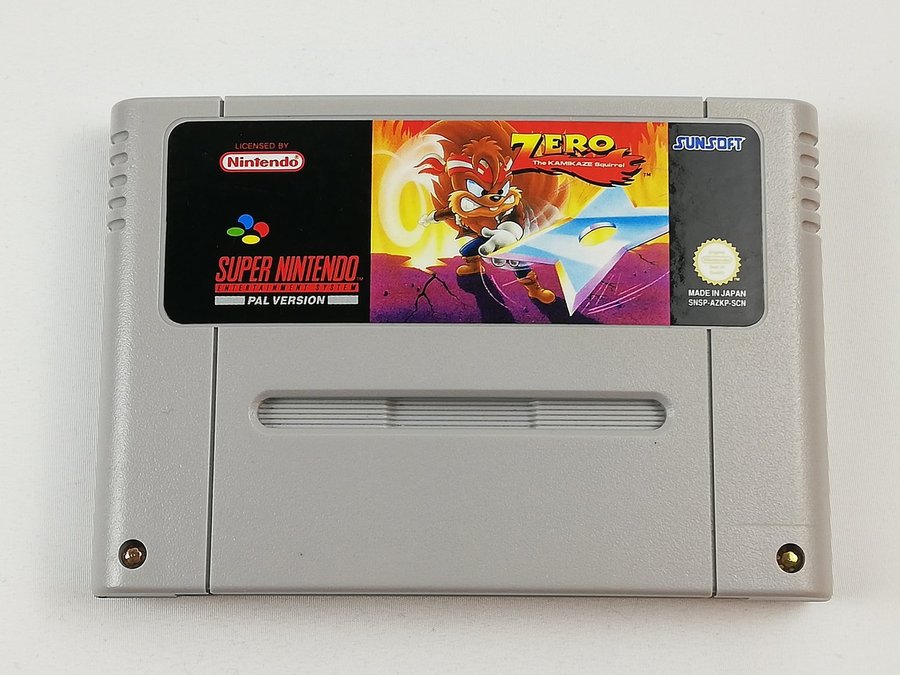 LICENSED BY
Nintendo
SUPER NINTENDO
ENTERTAINMENT SYSTEM
PAL VERSION
ZERO
The KAMIKAZE Squirrel
TM
SUNSOFT
MADE IN JAPAN
SNSP-AZKP-SCN